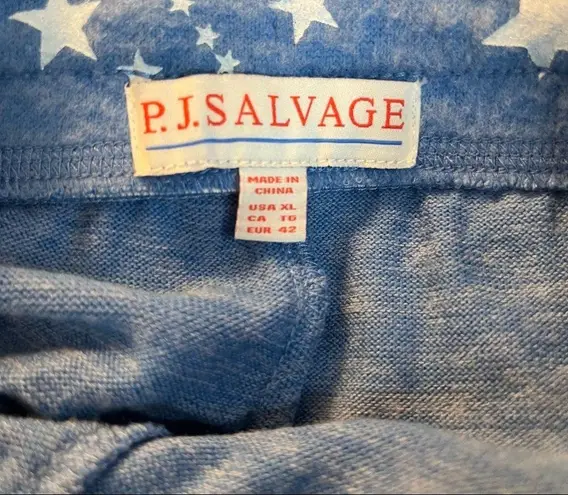 P.J.SALVAGE
MADE IN
CHINA
USA XL
CA TG
EUR 42